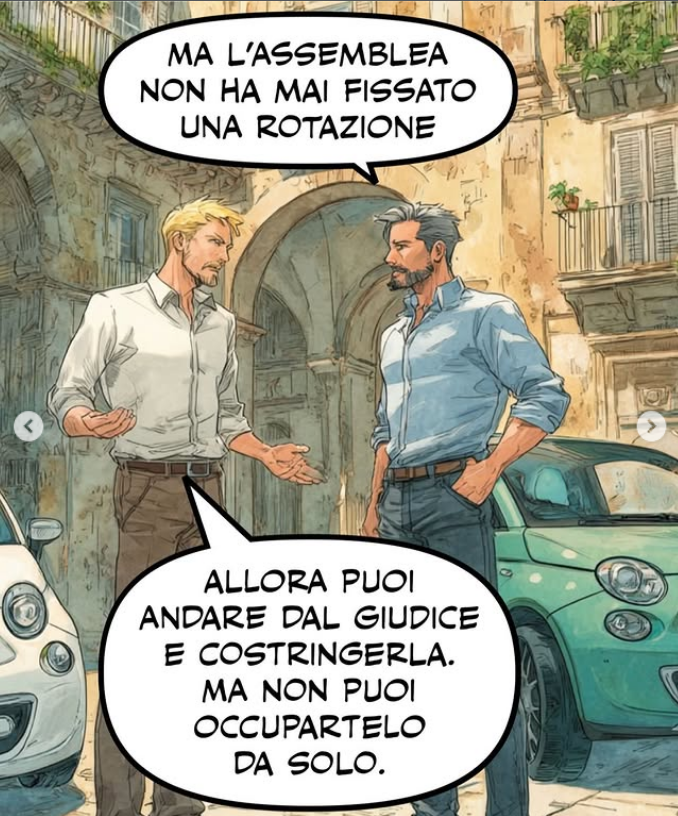 MA L'ASSEMBLEA
NON HA MAI FISSATO
UNA ROTAZIONE
ALLORA PUOI
ANDARE DAL GIUDICE
E COSTRINGERLA.
MA NON PUOI
OCCUPARTELO
DA SOLO.